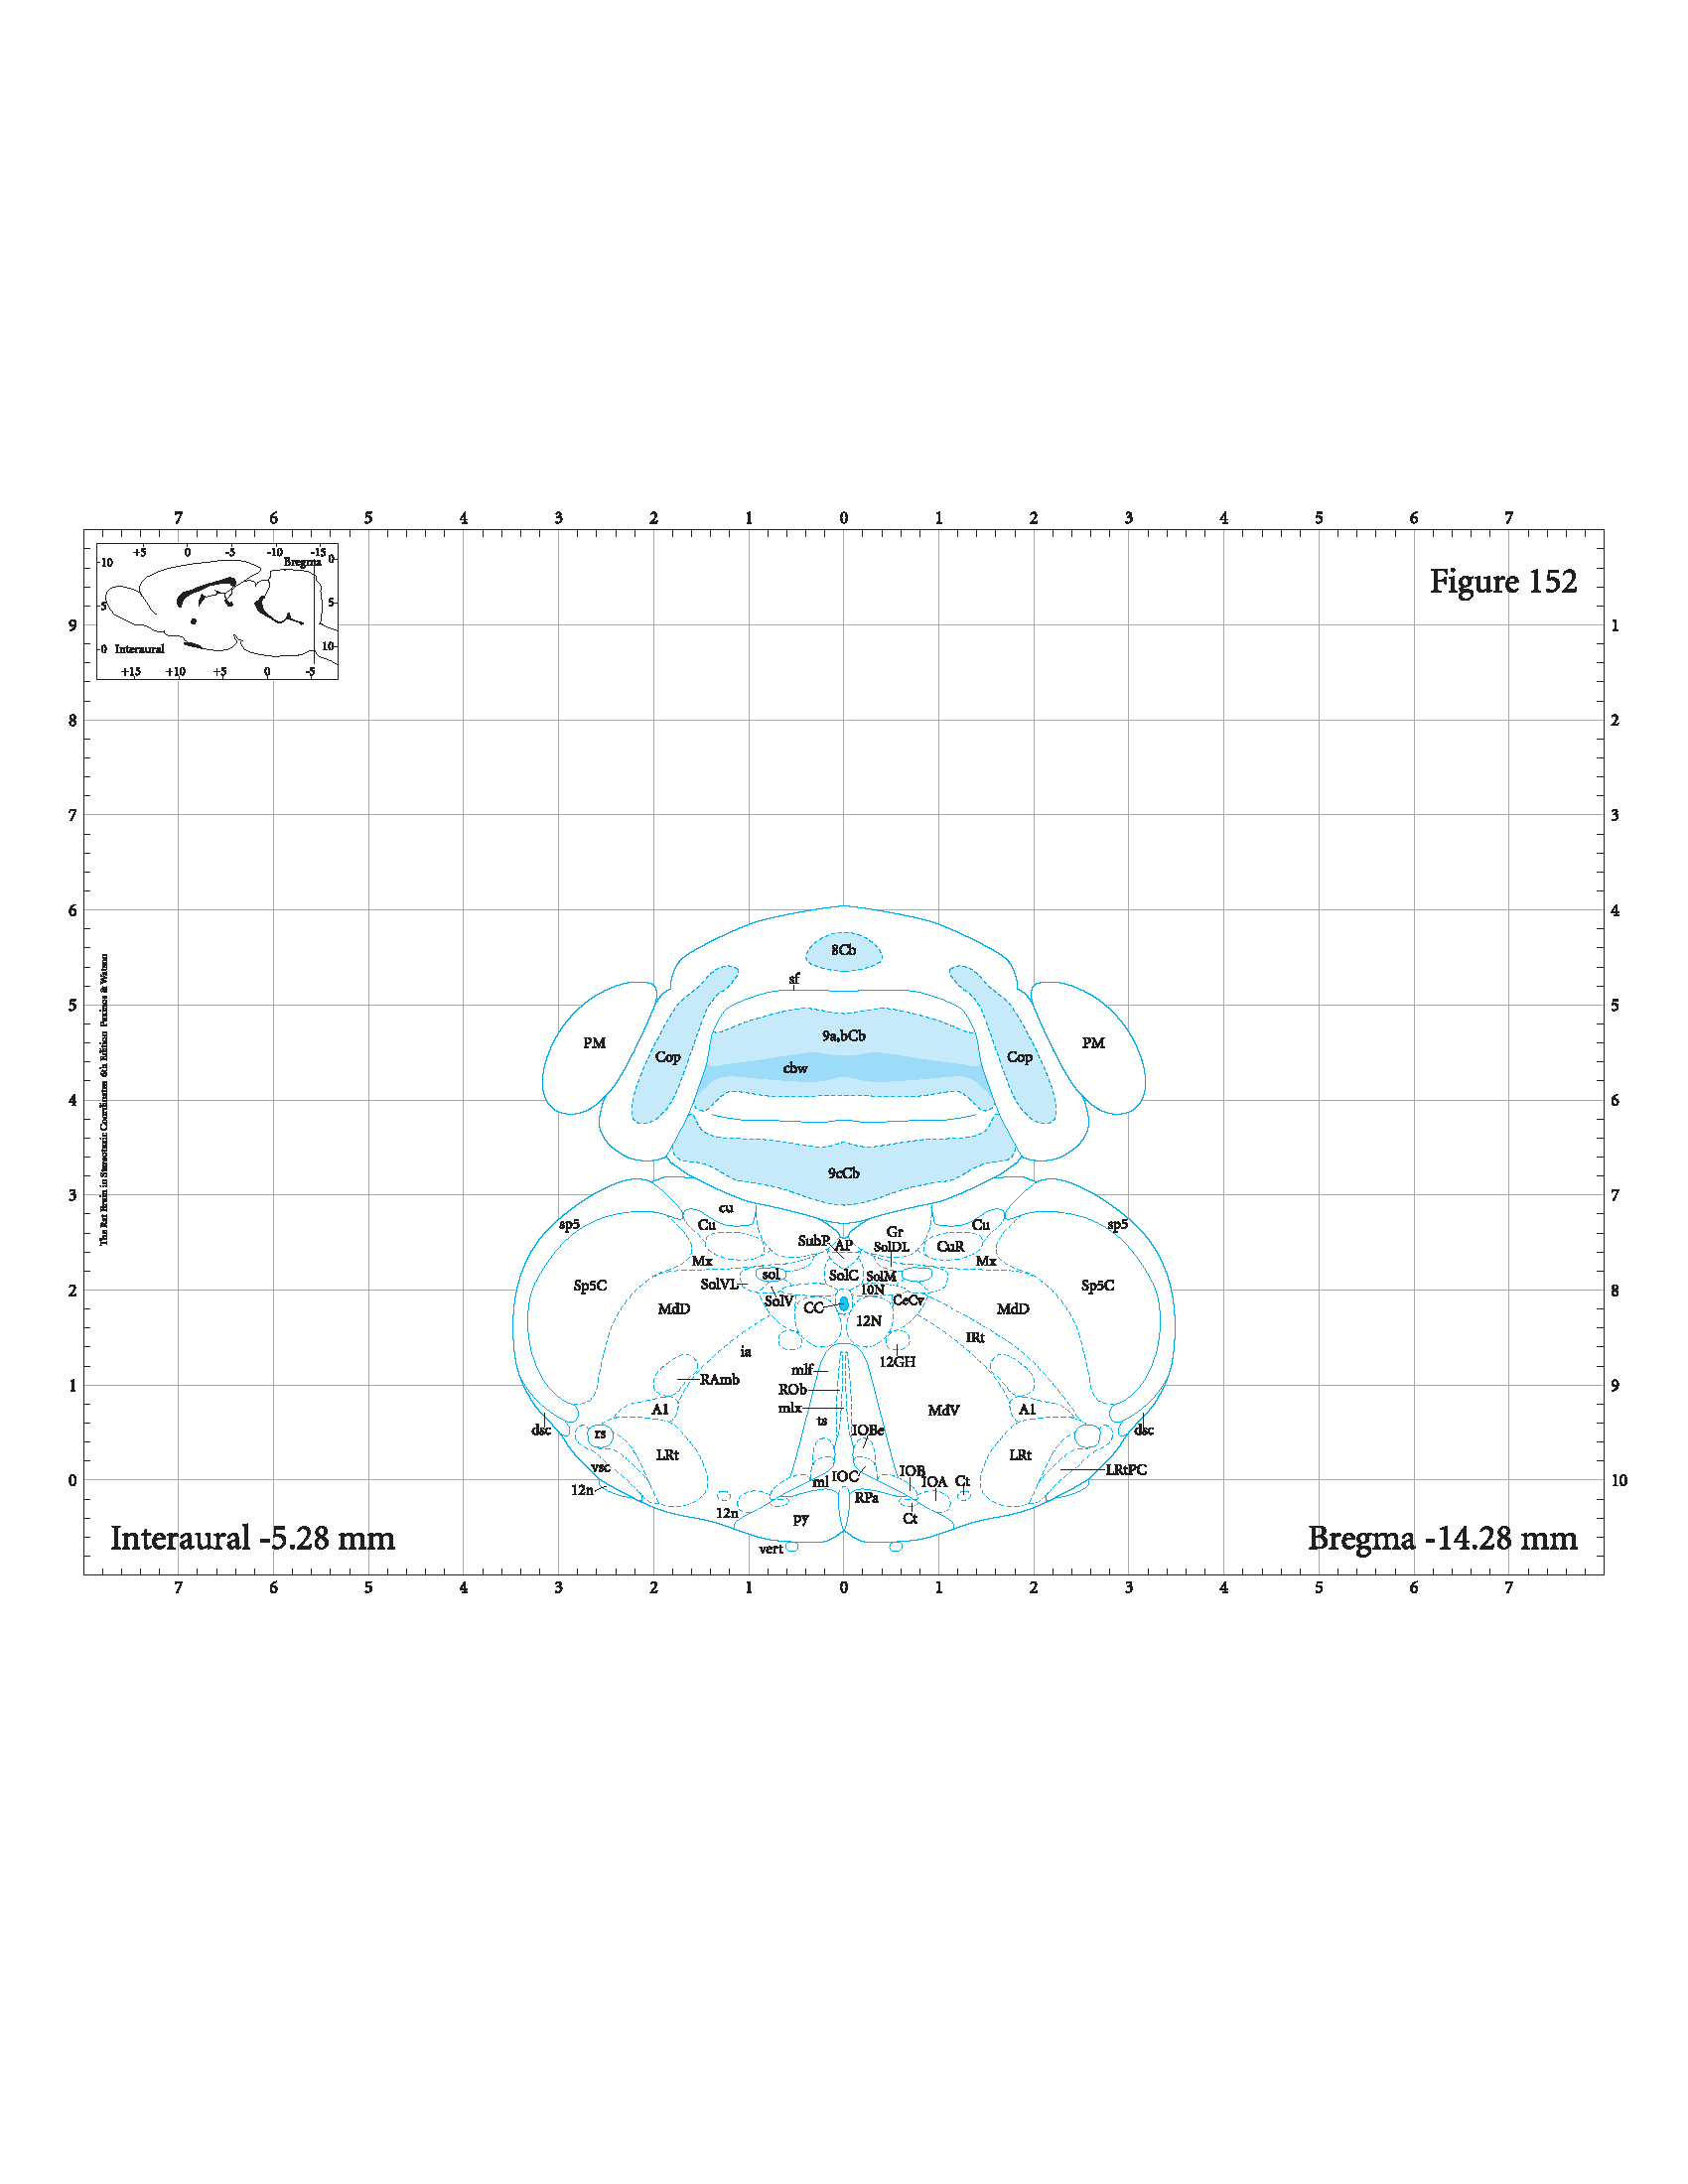 7 6 5 4 3 2 1 0 1 2 3 4 5 6 7
+5 0 -5 -10 -15
Bregma 0
10
5 5
0 Interaural 10
+15 +10 +5 0 -5
Figure 152
9 1
8 2
7 3
6 4
8Cb
sf
5 5
PM 9a,bCb PM
Cop Cop
cbw
4 6
9cCb
3 7
The Rat Brain in Stereotaxic Coordinates 6th Edition Paxinos & Watson
cu
sp5 Cu Gr Cu sp5
SubP AP SolDL CuR
Mx Mx
sol SolC SolM
Sp5C SolVL 10N Sp5C
2 8
SolV CeCv
MdD CC MdD
12N
IRt
ia
12GH
mlf
RAmb
1 9
ROb
mlx
A1 MdV A1
ts
dsc rs IOBe dsc
LRt LRt
vsc IOC IOB LRtPC
0 ml IOA Ct 10
12n RPa
12n
py Ct
Interaural -5.28 mm Bregma -14.28 mm
vert
7 6 5 4 3 2 1 0 1 2 3 4 5 6 7